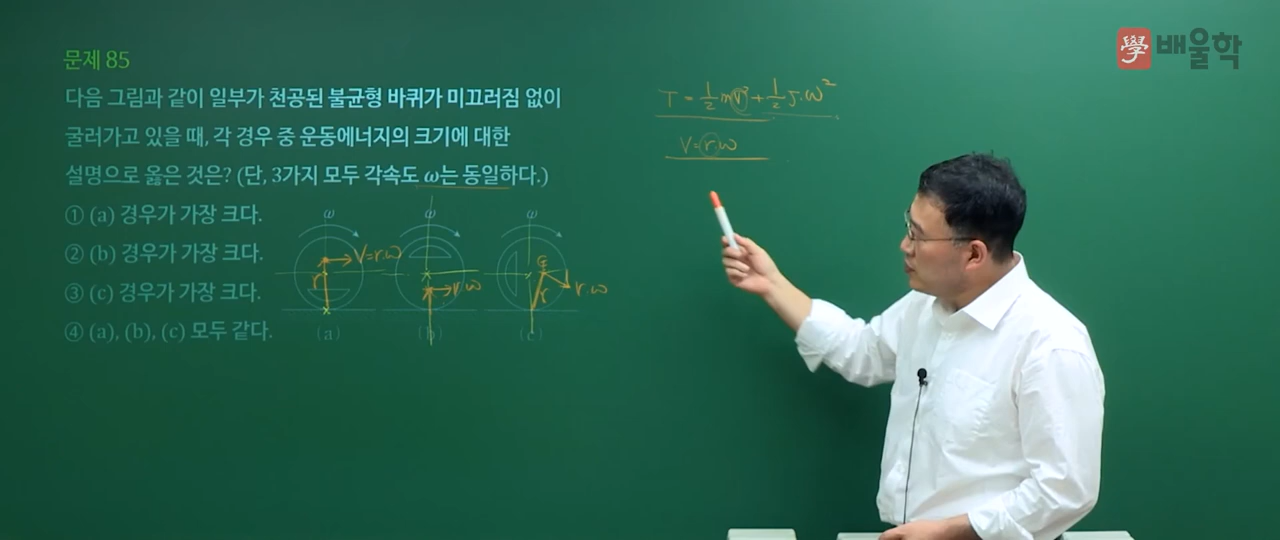 學 배울학
문제 85
다음 그림과 같이 일부가 천공된 불균형 바퀴가 미끄러짐 없이
굴러가고 있을 때, 각 경우 중 운동에너지의 크기에 대한
설명으로 옳은 것은? (단, 3가지 모두 각속도 ω는 동일하다.)
① (a) 경우가 가장 크다.
② (b) 경우가 가장 크다.
③ (c) 경우가 가장 크다.
④ (a), (b), (c) 모두 같다.
ω ω ω
r V=r·ω r·ω r r·ω
(a) (b) (c)
T = 1/2 m V² + 1/2 J·ω²
V=r·ω